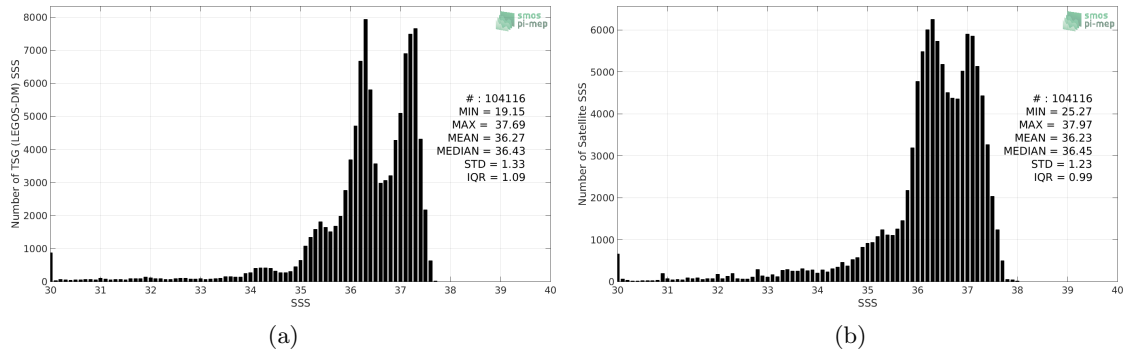 smos
pi-mep
Number of TSG (LEGOS-DM) SSS
8000
7000
6000
5000
4000
3000
2000
1000
0
# : 104116
MIN = 19.15
MAX = 37.69
MEAN = 36.27
MEDIAN = 36.43
STD = 1.33
IQR = 1.09
30 31 32 33 34 35 36 37 38 39 40
SSS
(a)
smos
pi-mep
Number of Satellite SSS
6000
5000
4000
3000
2000
1000
0
# : 104116
MIN = 25.27
MAX = 37.97
MEAN = 36.23
MEDIAN = 36.45
STD = 1.23
IQR = 0.99
30 31 32 33 34 35 36 37 38 39 40
SSS
(b)